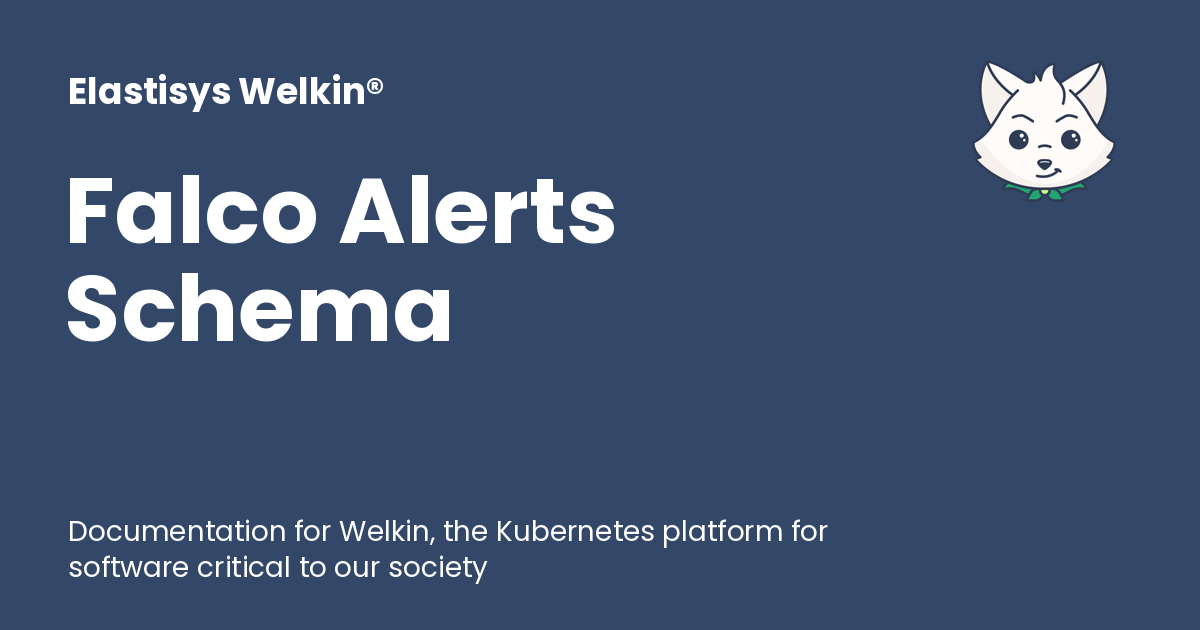 Elastisys Welkin®
Falco Alerts
Schema
Documentation for Welkin, the Kubernetes platform for
software critical to our society